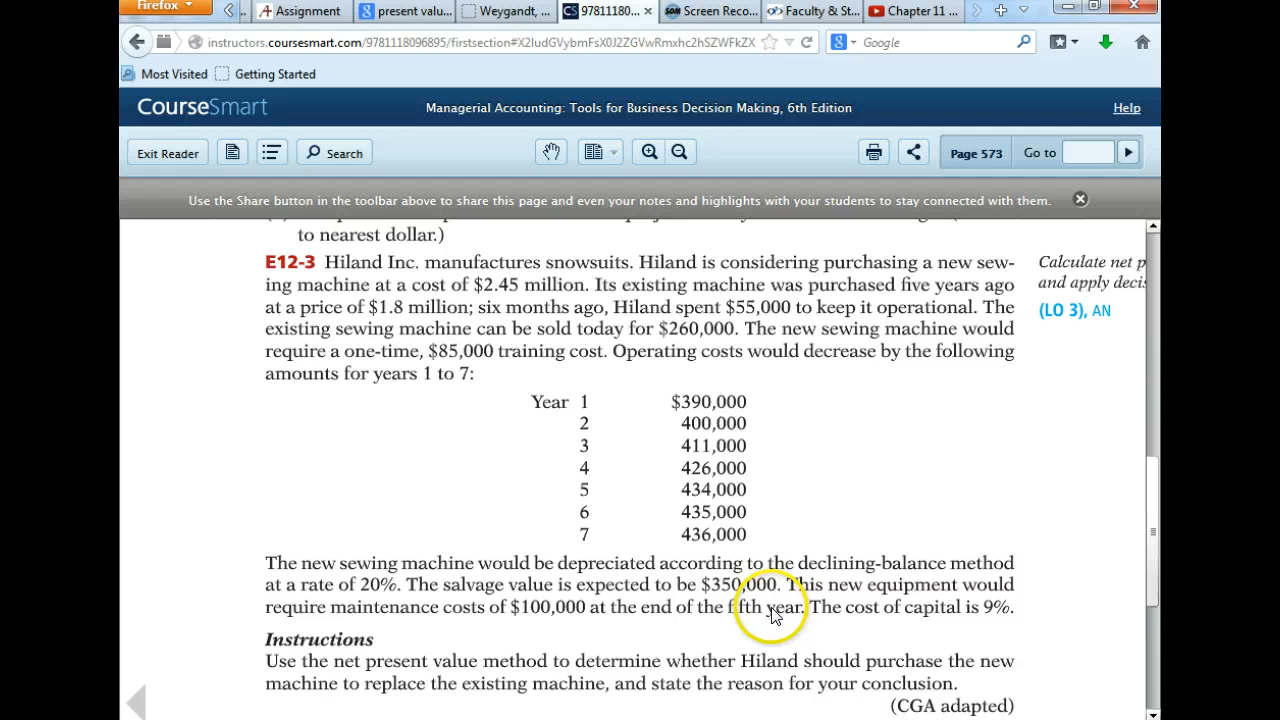 Firefox
Assignment
present valu...
Weygandt, ...
97811180...
Screen Reco...
Faculty & St...
Chapter 11 ...
instructors.coursesmart.com/9781118096895/firstsection#X2ludGVybmFsX0J2ZGVwRmxhc2hSZWFkZX
Google
Most Visited
Getting Started
CourseSmart
Managerial Accounting: Tools for Business Decision Making, 6th Edition
Help
Exit Reader
Search
Page 573
Go to
Use the Share button in the toolbar above to share this page and even your notes and highlights with your students to stay connected with them.
to nearest dollar.)
E12-3 Hiland Inc. manufactures snowsuits. Hiland is considering purchasing a new sew-
ing machine at a cost of $2.45 million. Its existing machine was purchased five years ago
at a price of $1.8 million; six months ago, Hiland spent $55,000 to keep it operational. The
existing sewing machine can be sold today for $260,000. The new sewing machine would
require a one-time, $85,000 training cost. Operating costs would decrease by the following
amounts for years 1 to 7:
Calculate net p
and apply decis
(LO 3), AN
Year 1 $390,000
2 400,000
3 411,000
4 426,000
5 434,000
6 435,000
7 436,000
The new sewing machine would be depreciated according to the declining-balance method
at a rate of 20%. The salvage value is expected to be $350,000. This new equipment would
require maintenance costs of $100,000 at the end of the fifth year. The cost of capital is 9%.
Instructions
Use the net present value method to determine whether Hiland should purchase the new
machine to replace the existing machine, and state the reason for your conclusion.
(CGA adapted)